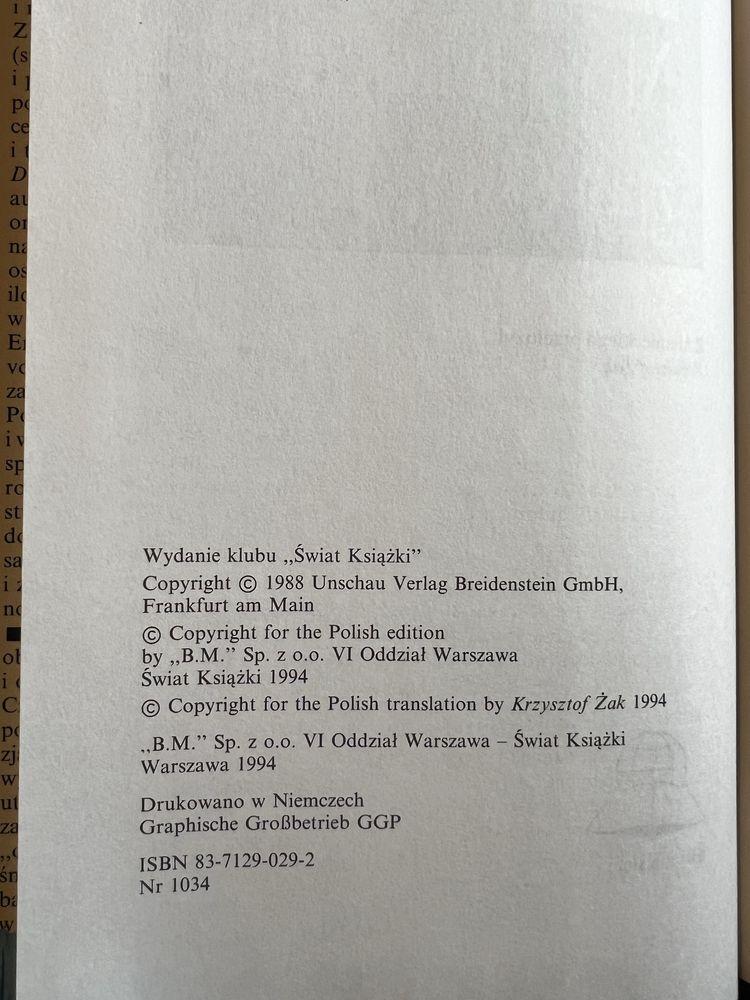 Wydanie klubu „Świat Książki”
Copyright © 1988 Unschau Verlag Breidenstein GmbH,
Frankfurt am Main
© Copyright for the Polish edition
by „B.M.” Sp. z o.o. VI Oddział Warszawa
Świat Książki 1994
© Copyright for the Polish translation by Krzysztof Żak 1994
„B.M.” Sp. z o.o. VI Oddział Warszawa – Świat Książki
Warszawa 1994
Drukowano w Niemczech
Graphische Großbetrieb GGP
ISBN 83-7129-029-2
Nr 1034